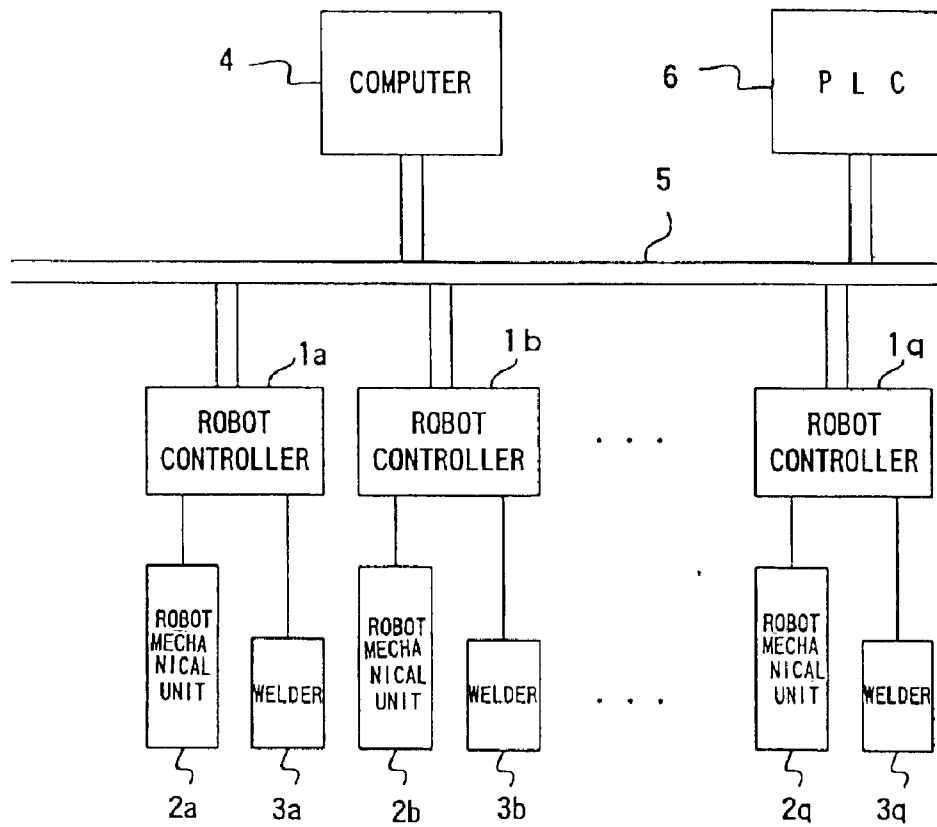 4
COMPUTER
6
P L C
5
1a
1b
1q
ROBOT
CONTROLLER
ROBOT
CONTROLLER
. . .
ROBOT
CONTROLLER
ROBOT
MECHA
NICAL
UNIT
WELDER
ROBOT
MECHA
NICAL
UNIT
WELDER
. . .
ROBOT
MECHA
NICAL
UNIT
WELDER
2a
3a
2b
3b
2q
3q